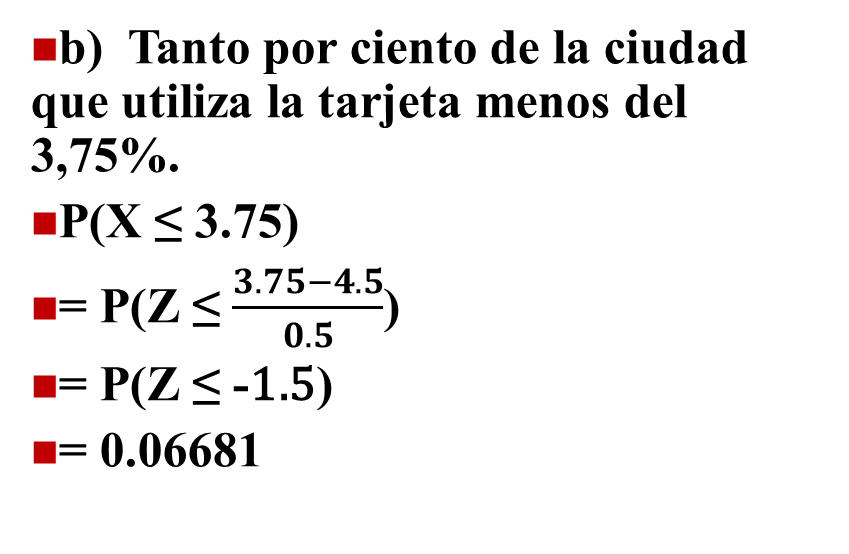 ■b) Tanto por ciento de la ciudad
que utiliza la tarjeta menos del
3,75%.
■P(X ≤ 3.75)
■= P(Z ≤ \frac{3.75−4.5}{0.5})
■= P(Z ≤ -1.5)
■= 0.06681